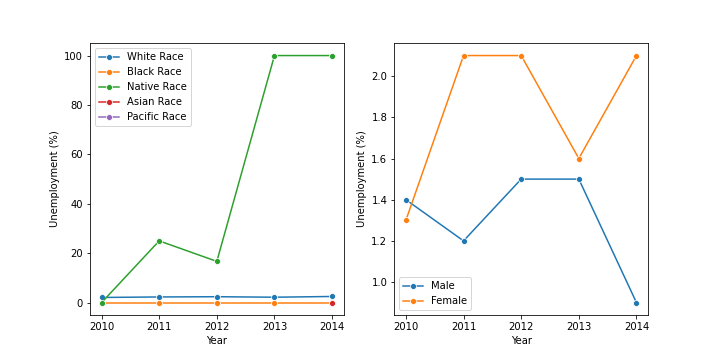 100
80
60
40
20
0
Unemployment (%)
White Race
Black Race
Native Race
Asian Race
Pacific Race
2010 2011 2012 2013 2014
Year
2.0
1.8
1.6
1.4
1.2
1.0
Unemployment (%)
Male
Female
2010 2011 2012 2013 2014
Year